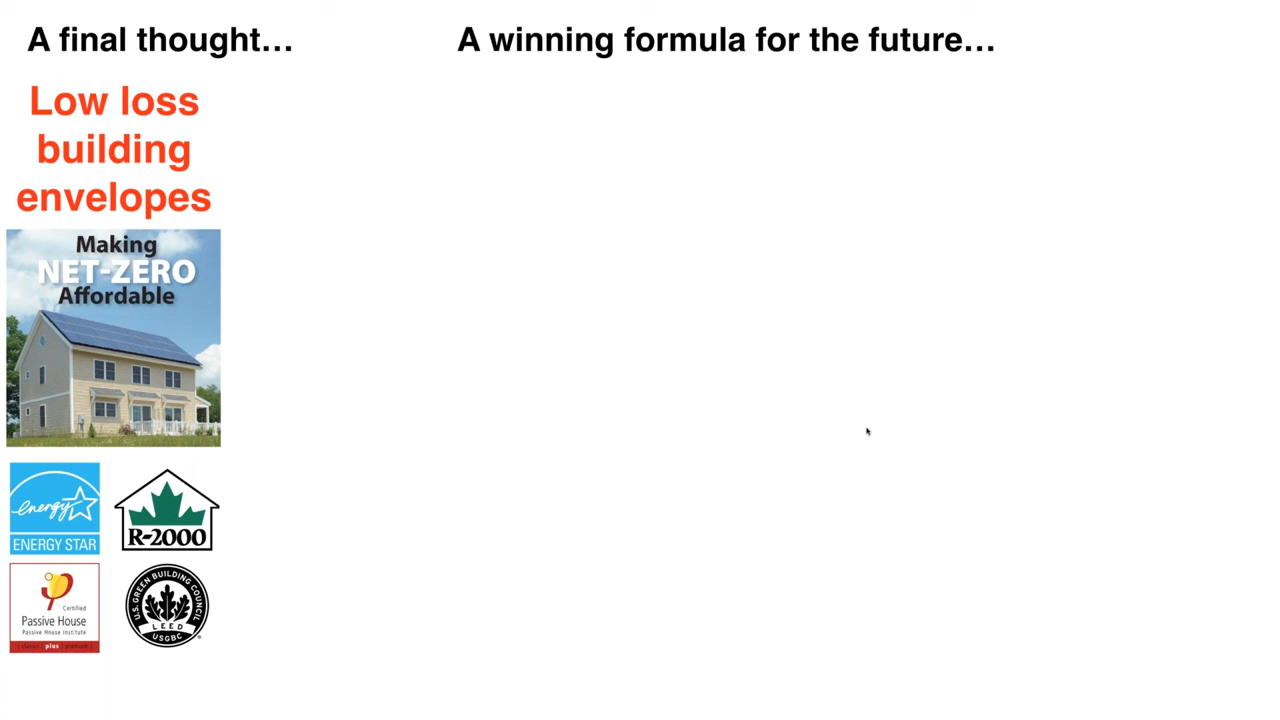 A final thought…
A winning formula for the future…
Low loss
building
envelopes
Making
NET-ZERO
Affordable
energy
ENERGY STAR
R-2000
Certified
Passive House
Passive House Institute
classic | plus | premium
U.S. GREEN BUILDING COUNCIL
LEED
USGBC
®